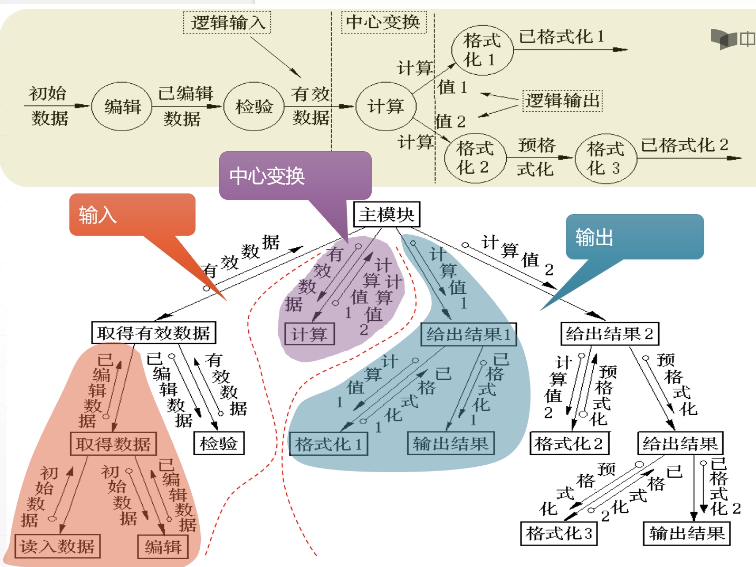 逻辑输入
中心变换
中
初始
数据
编辑
已编辑
数据
检验
有效
数据
计算
计算
值1
格式
化1
已格式化1
逻辑输出
计算
值2
格式
化2
预格
式化
格式
化3
已格式化2
中心变换
输入
输出
主模块
有效数据
有效数据
计算值1
计算值2
计算值1
计算值2
取得有效数据
计算
给出结果1
给出结果2
已编辑数据
已编辑数据
有效数据
计算值1
已格式化1
已格式化1
计算值2
预格式化
预格式化
取得数据
检验
格式化1
输出结果
格式化2
给出结果
初始数据
初始数据
已编辑数据
预格式化
已格式化2
已格式化2
读入数据
编辑
格式化3
输出结果